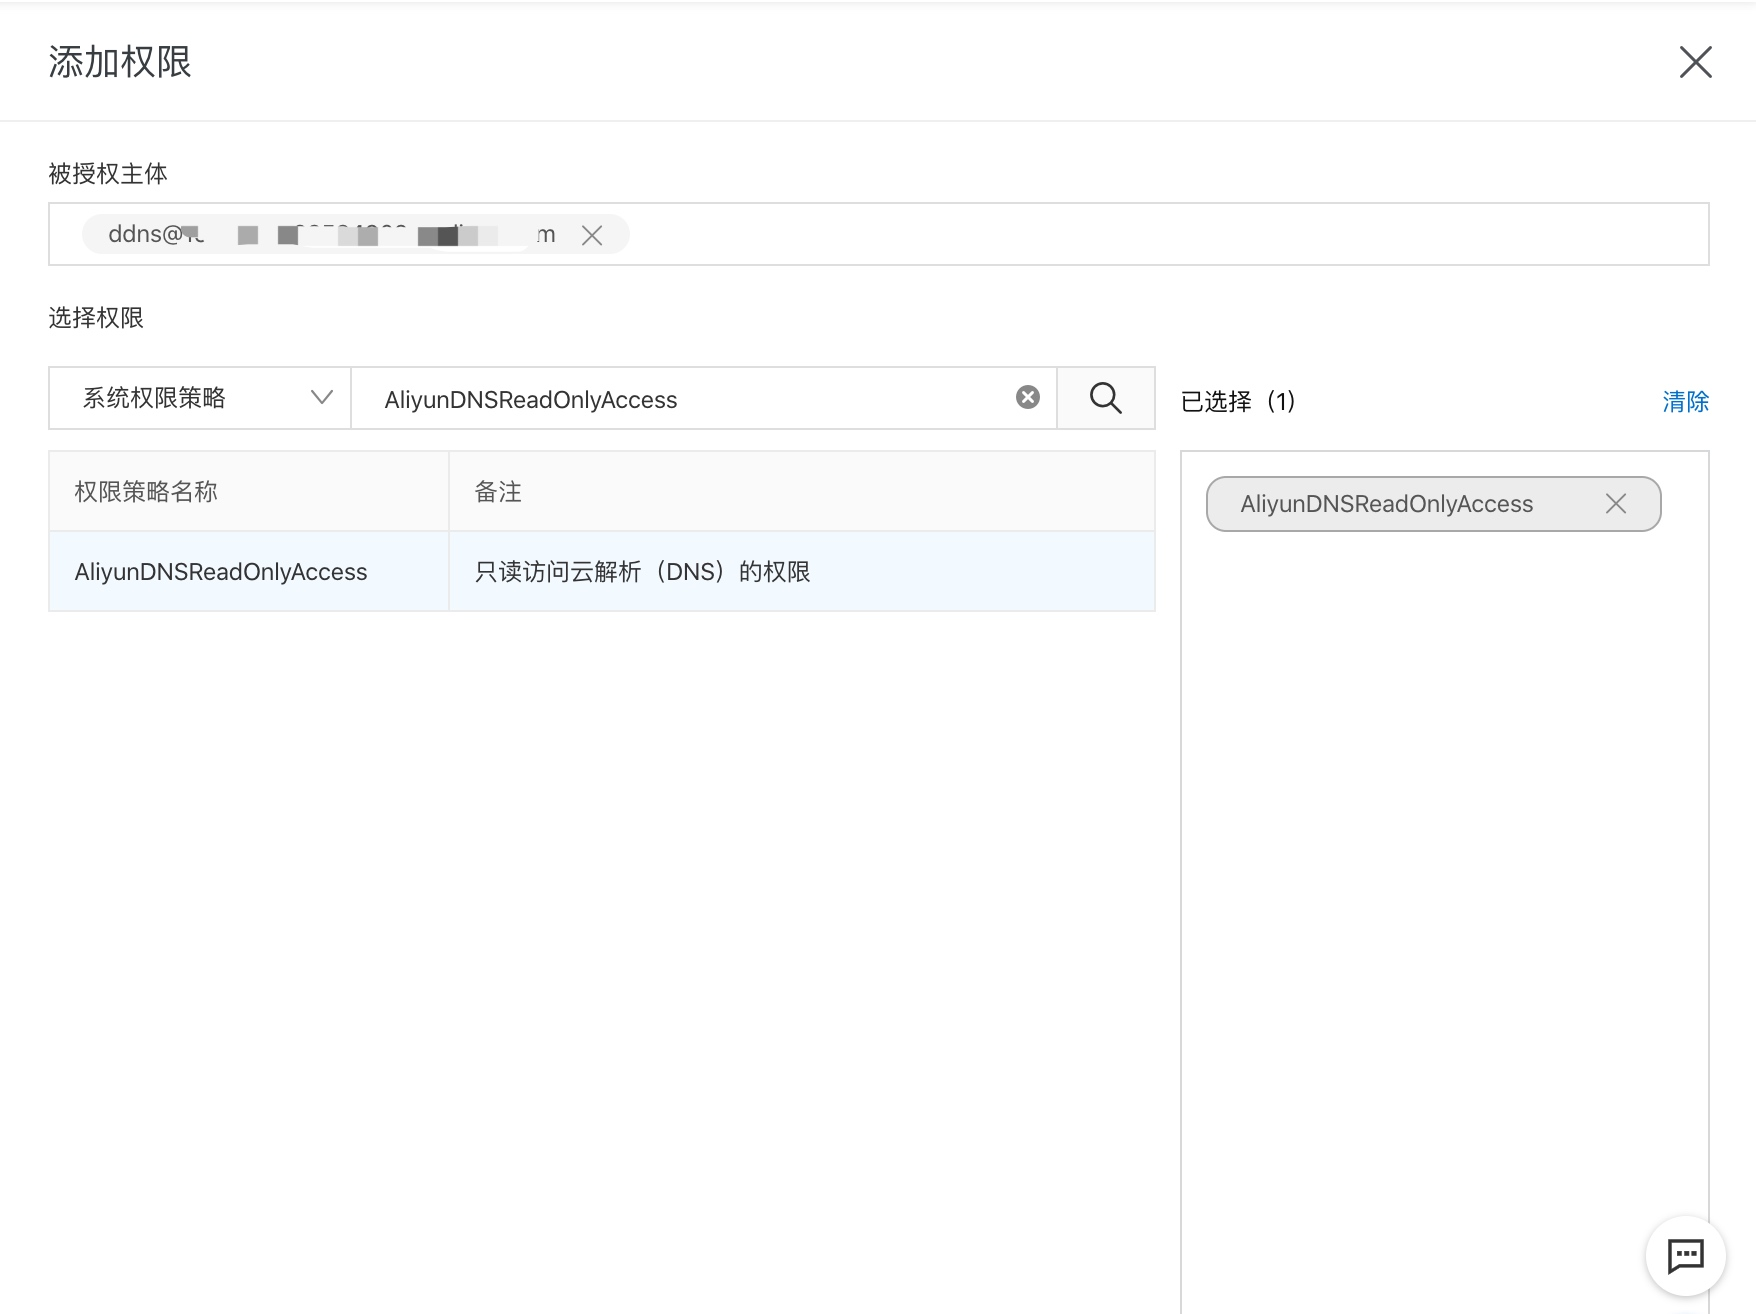 添加权限
被授权主体
ddns@
选择权限
系统权限策略
AliyunDNSReadOnlyAccess
已选择（1）
清除
权限策略名称
备注
AliyunDNSReadOnlyAccess
AliyunDNSReadOnlyAccess
只读访问云解析（DNS）的权限